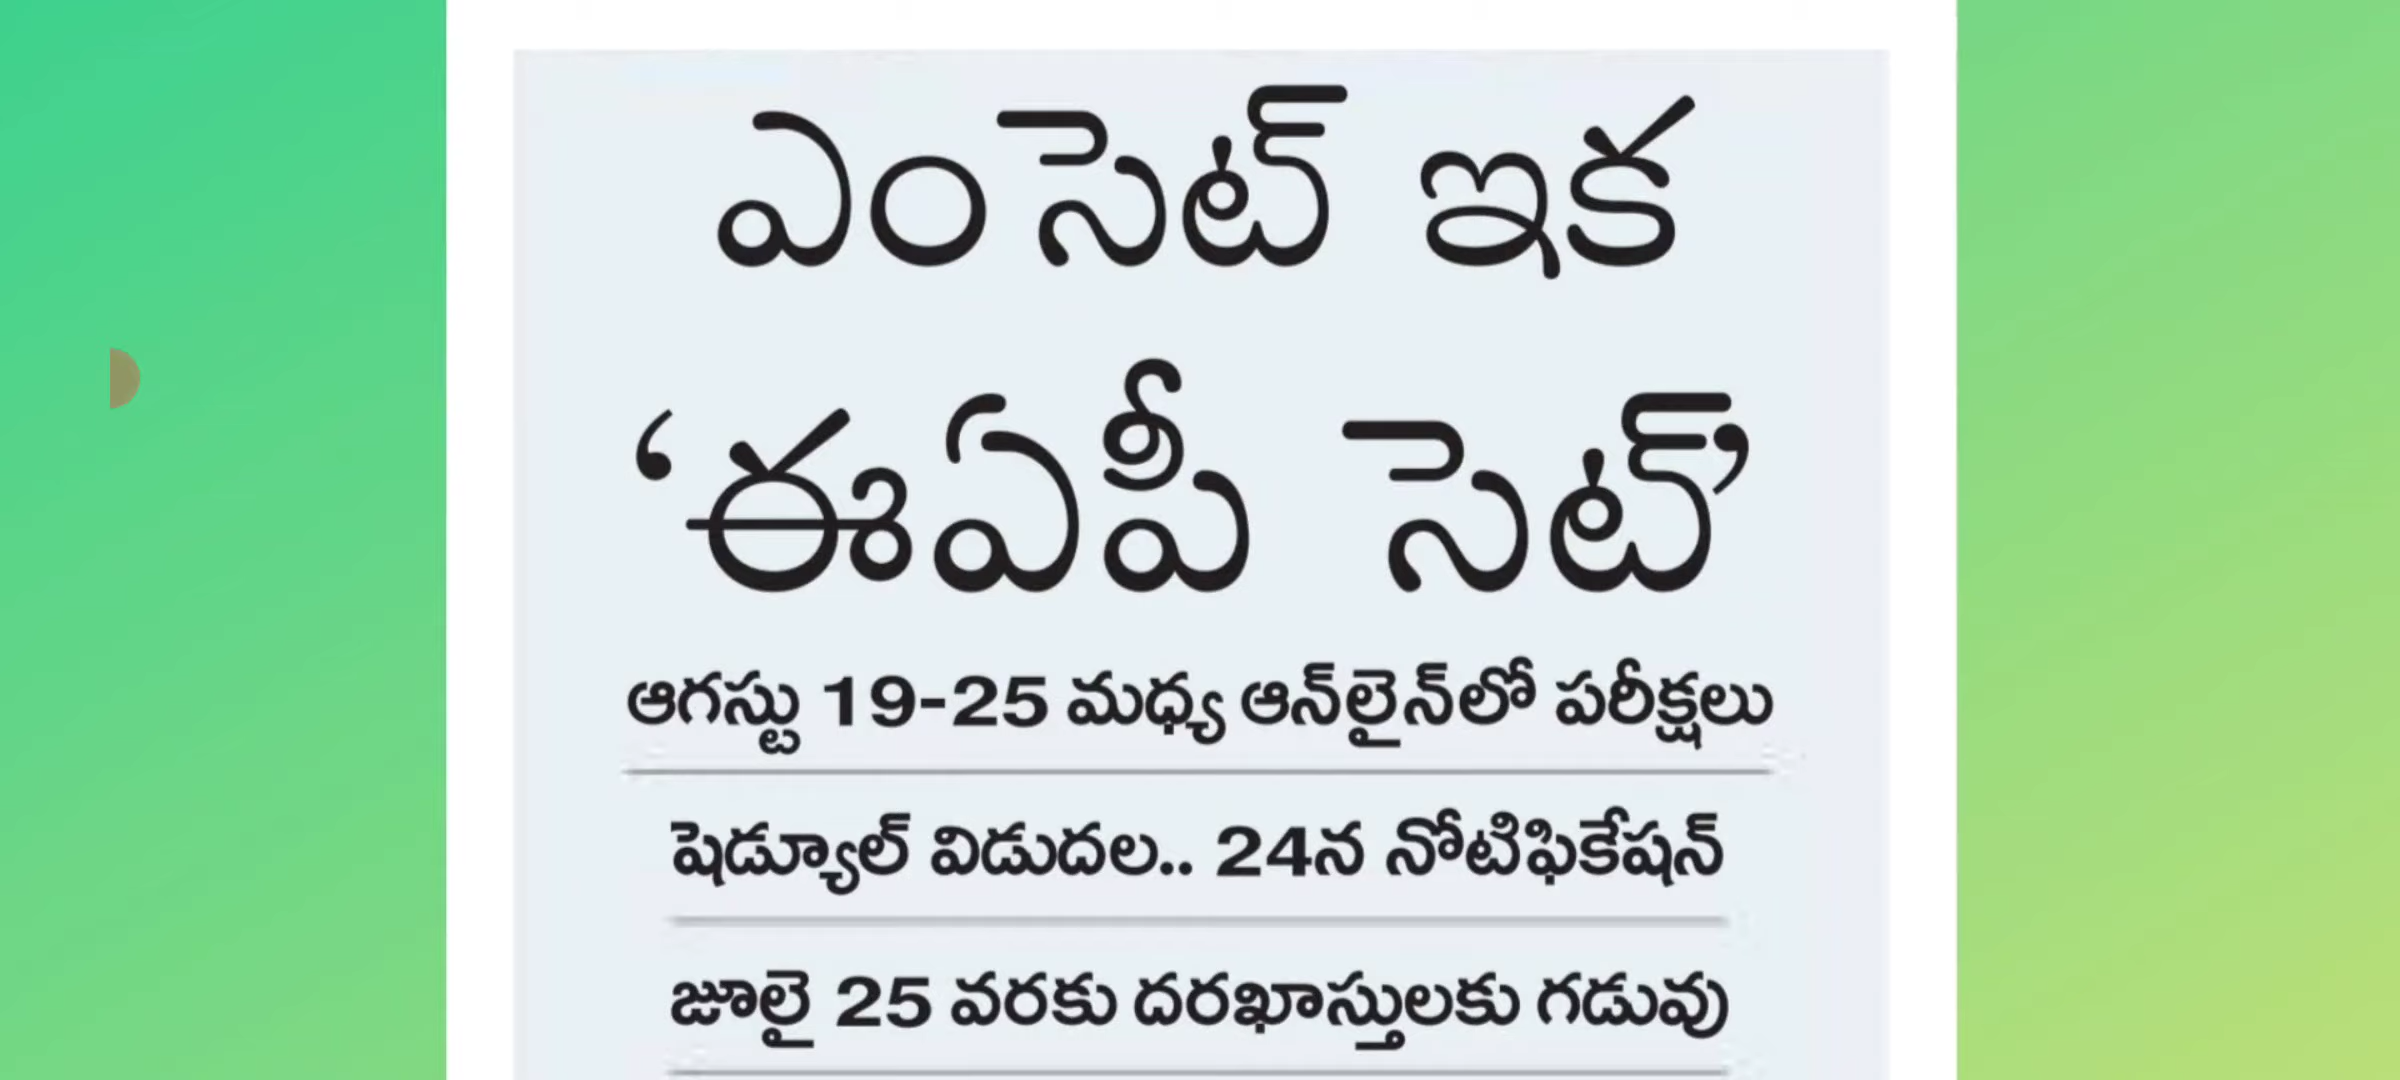 ఎంసెట్ ఇక
‘ఈఏపీ సెట్’
ఆగస్టు 19-25 మధ్య ఆన్‌లైన్‌లో పరీక్షలు
షెడ్యూల్ విడుదల.. 24న నోటిఫికేషన్
జూలై 25 వరకు దరఖాస్తులకు గడువు